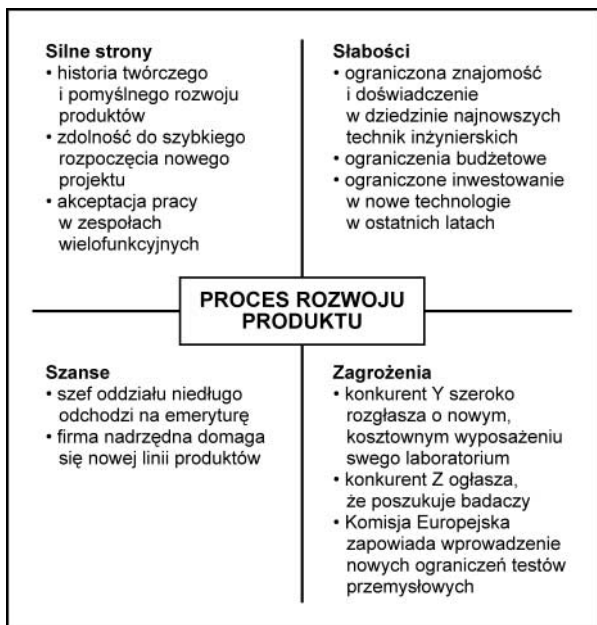 Silne strony
• historia twórczego
i pomyślnego rozwoju
produktów
• zdolność do szybkiego
rozpoczęcia nowego
projektu
• akceptacja pracy
w zespołach
wielofunkcyjnych
Słabości
• ograniczona znajomość
i doświadczenie
w dziedzinie najnowszych
technik inżynierskich
• ograniczenia budżetowe
• ograniczone inwestowanie
w nowe technologie
w ostatnich latach
PROCES ROZWOJU
PRODUKTU
Szanse
• szef oddziału niedługo
odchodzi na emeryturę
• firma nadrzędna domaga
się nowej linii produktów
Zagrożenia
• konkurent Y szeroko
rozgłasza o nowym,
kosztownym wyposażeniu
swego laboratorium
• konkurent Z ogłasza,
że poszukuje badaczy
• Komisja Europejska
zapowiada wprowadzenie
nowych ograniczeń testów
przemysłowych